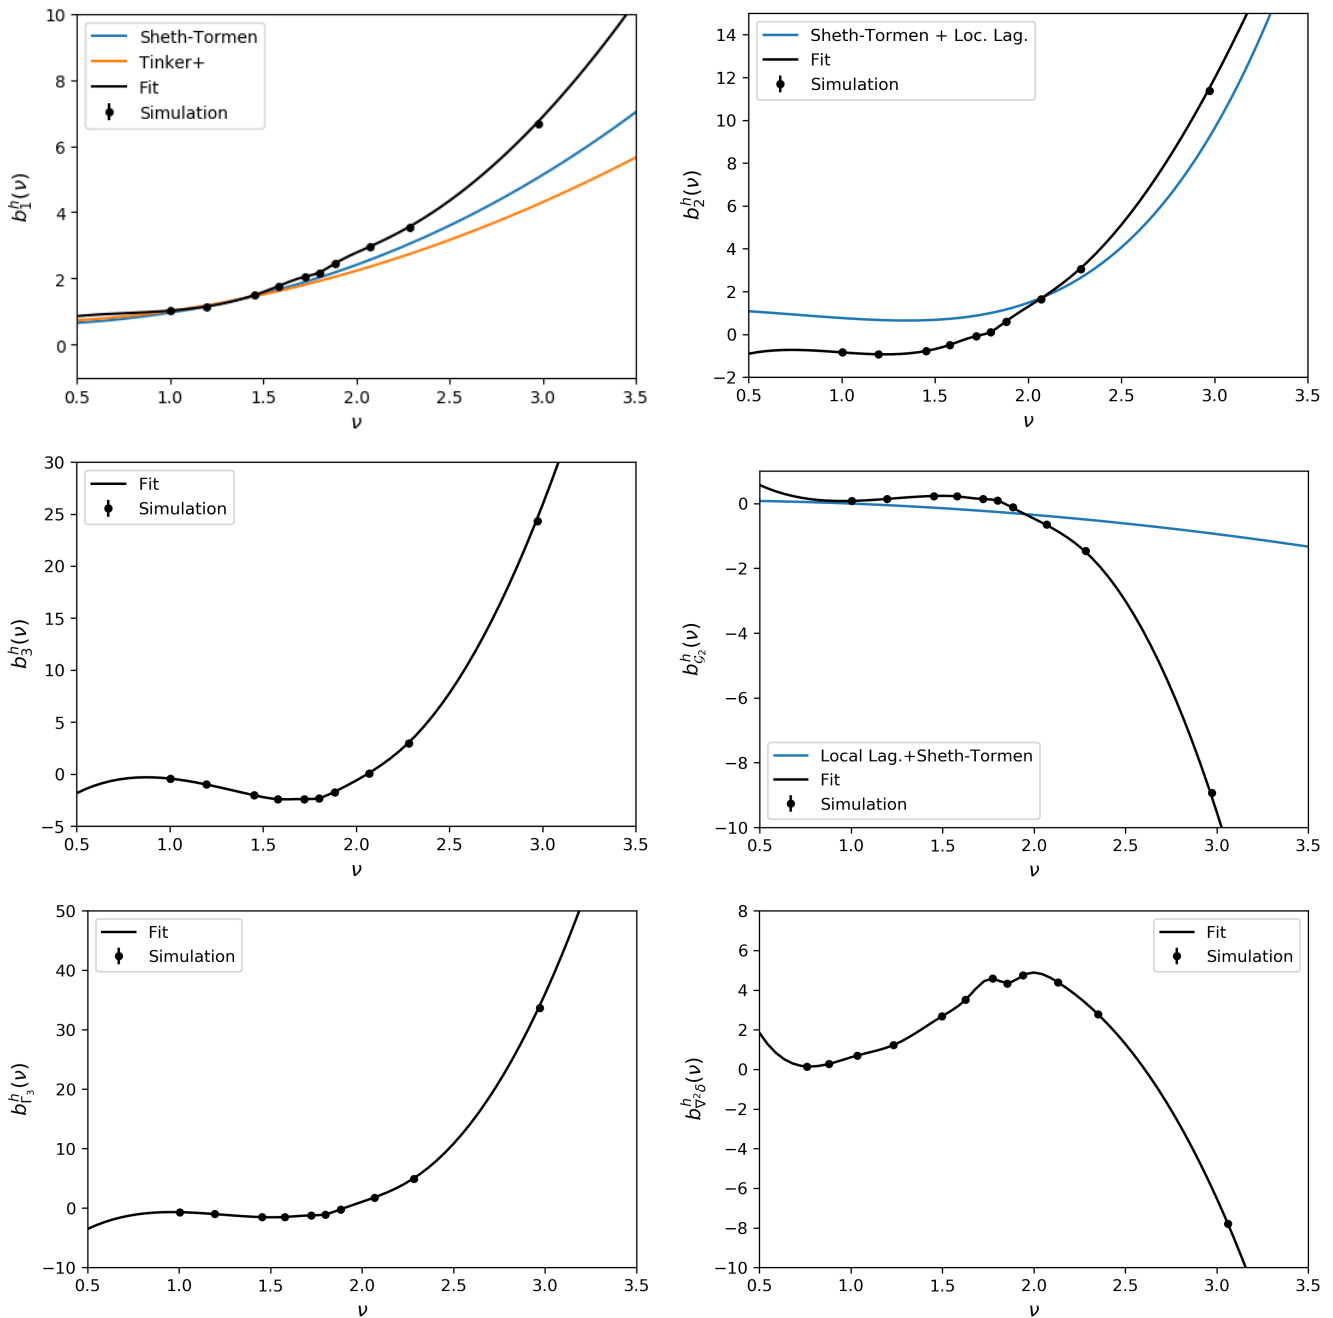 10
8
6
4
2
0
0.5 1.0 1.5 2.0 2.5 3.0 3.5
ν
b₁ʰ(ν)
Sheth-Tormen
Tinker+
Fit
Simulation
14
12
10
8
6
4
2
0
−2
0.5 1.0 1.5 2.0 2.5 3.0 3.5
ν
b₂ʰ(ν)
Sheth-Tormen + Loc. Lag.
Fit
Simulation
30
25
20
15
10
5
0
−5
0.5 1.0 1.5 2.0 2.5 3.0 3.5
ν
b₃ʰ(ν)
Fit
Simulation
0
−2
−4
−6
−8
−10
0.5 1.0 1.5 2.0 2.5 3.0 3.5
ν
b^h_{𝒢₂}(ν)
Local Lag.+Sheth-Tormen
Fit
Simulation
50
40
30
20
10
0
−10
0.5 1.0 1.5 2.0 2.5 3.0 3.5
ν
b^h_{Γ₃}(ν)
Fit
Simulation
8
6
4
2
0
−2
−4
−6
−8
−10
0.5 1.0 1.5 2.0 2.5 3.0 3.5
ν
b^h_{∇²δ}(ν)
Fit
Simulation